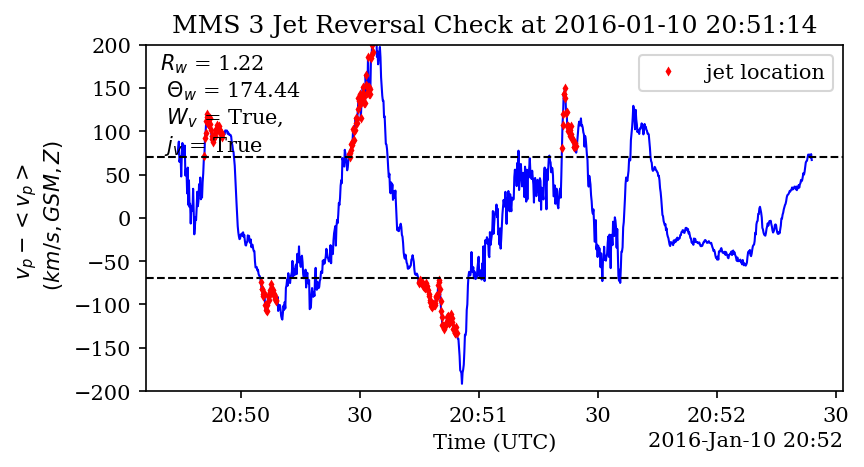 MMS 3 Jet Reversal Check at 2016-01-10 20:51:14
R_w = 1.22
Θ_w = 174.44
W_v = True,
j_v = True
jet location
v_p − < v_p >
(km/s, GSM, Z)
200
150
100
50
0
−50
−100
−150
−200
20:50 30 20:51 30 20:52 30
Time (UTC)
2016-Jan-10 20:52